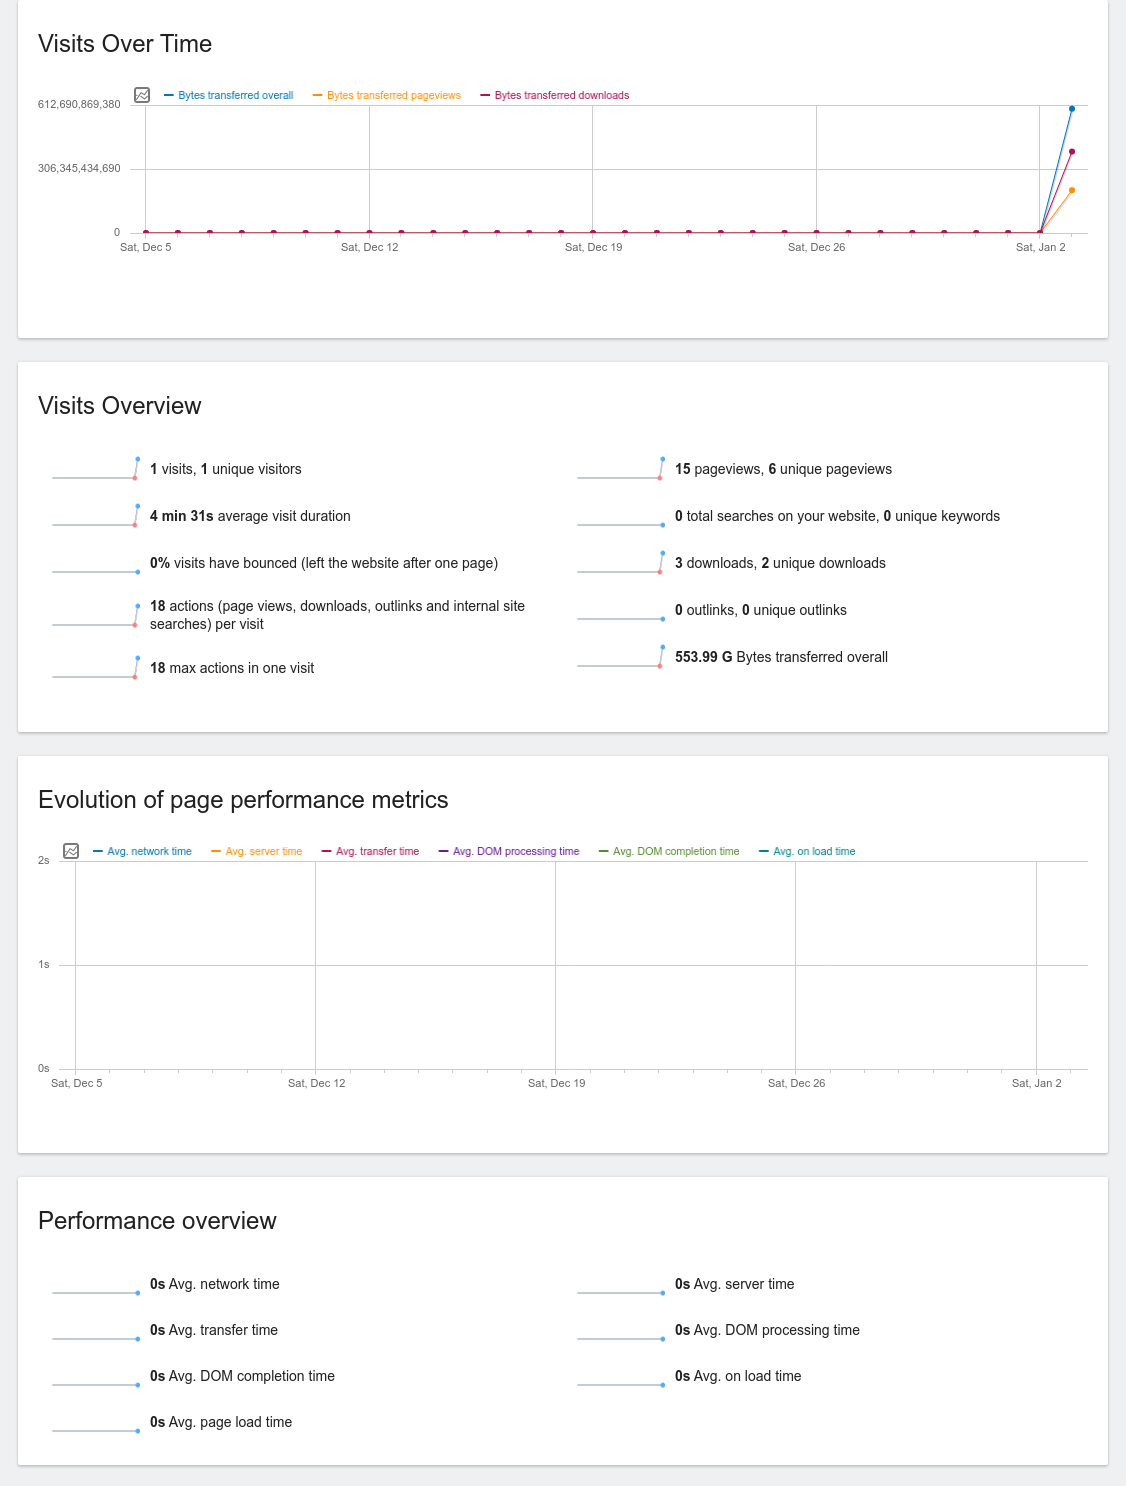 Visits Over Time
Bytes transferred overall Bytes transferred pageviews Bytes transferred downloads
612,690,869,380
306,345,434,690
0
Sat, Dec 5 Sat, Dec 12 Sat, Dec 19 Sat, Dec 26 Sat, Jan 2
Visits Overview
1 visits, 1 unique visitors
4 min 31s average visit duration
0% visits have bounced (left the website after one page)
18 actions (page views, downloads, outlinks and internal site
searches) per visit
18 max actions in one visit
15 pageviews, 6 unique pageviews
0 total searches on your website, 0 unique keywords
3 downloads, 2 unique downloads
0 outlinks, 0 unique outlinks
553.99 G Bytes transferred overall
Evolution of page performance metrics
Avg. network time Avg. server time Avg. transfer time Avg. DOM processing time Avg. DOM completion time Avg. on load time
2s
1s
0s
Sat, Dec 5 Sat, Dec 12 Sat, Dec 19 Sat, Dec 26 Sat, Jan 2
Performance overview
0s Avg. network time
0s Avg. transfer time
0s Avg. DOM completion time
0s Avg. page load time
0s Avg. server time
0s Avg. DOM processing time
0s Avg. on load time